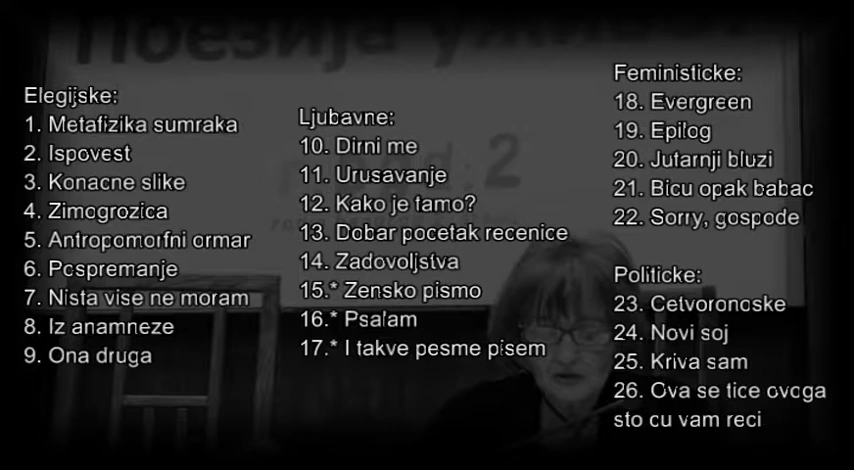 Поезија
:2
Elegijske:
1. Metafizika sumraka
2. Ispovest
3. Konacne slike
4. Zimogrozica
5. Antropomorfni ormar
6. Pospremanje
7. Nista vise ne moram
8. Iz anamneze
9. Ona druga
Ljubavne:
10. Dirni me
11. Urusavanje
12. Kako je tamo?
13. Dobar pocetak recenice
14. Zadovoljstva
15.* Zensko pismo
16.* Psalam
17.* I takve pesme pisem
Feministicke:
18. Evergreen
19. Epilog
20. Jutarnji bluzi
21. Bicu opak babac
22. Sorry, gospode
Politicke:
23. Cetvoronoske
24. Novi soj
25. Kriva sam
26. Ova se tice ovoga
sto cu vam reci